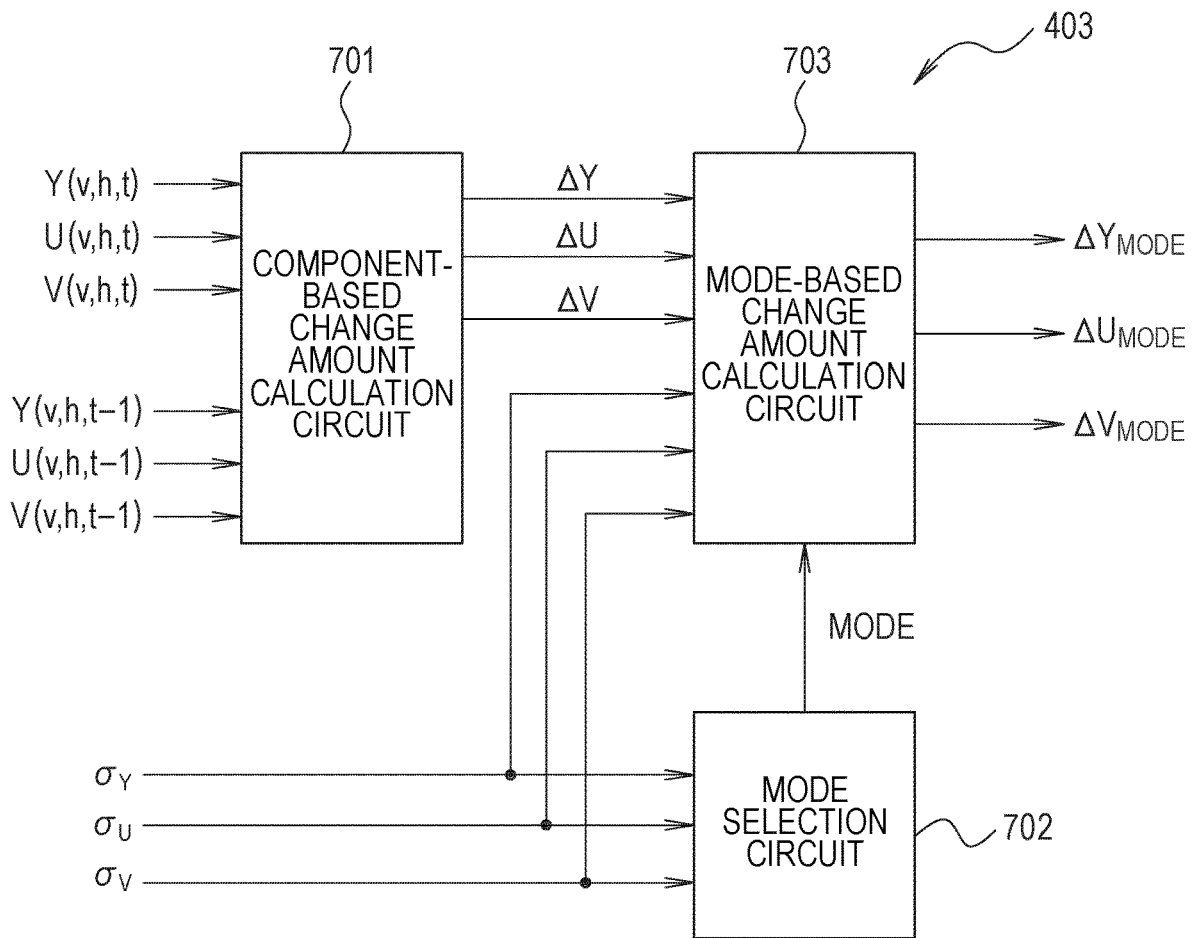 403
701
703
Y(v,h,t)
U(v,h,t)
V(v,h,t)
Y(v,h,t−1)
U(v,h,t−1)
V(v,h,t−1)
COMPONENT-
BASED
CHANGE
AMOUNT
CALCULATION
CIRCUIT
ΔY
ΔU
ΔV
MODE-BASED
CHANGE
AMOUNT
CALCULATION
CIRCUIT
ΔYMODE
ΔUMODE
ΔVMODE
MODE
σY
σU
σV
MODE
SELECTION
CIRCUIT
702